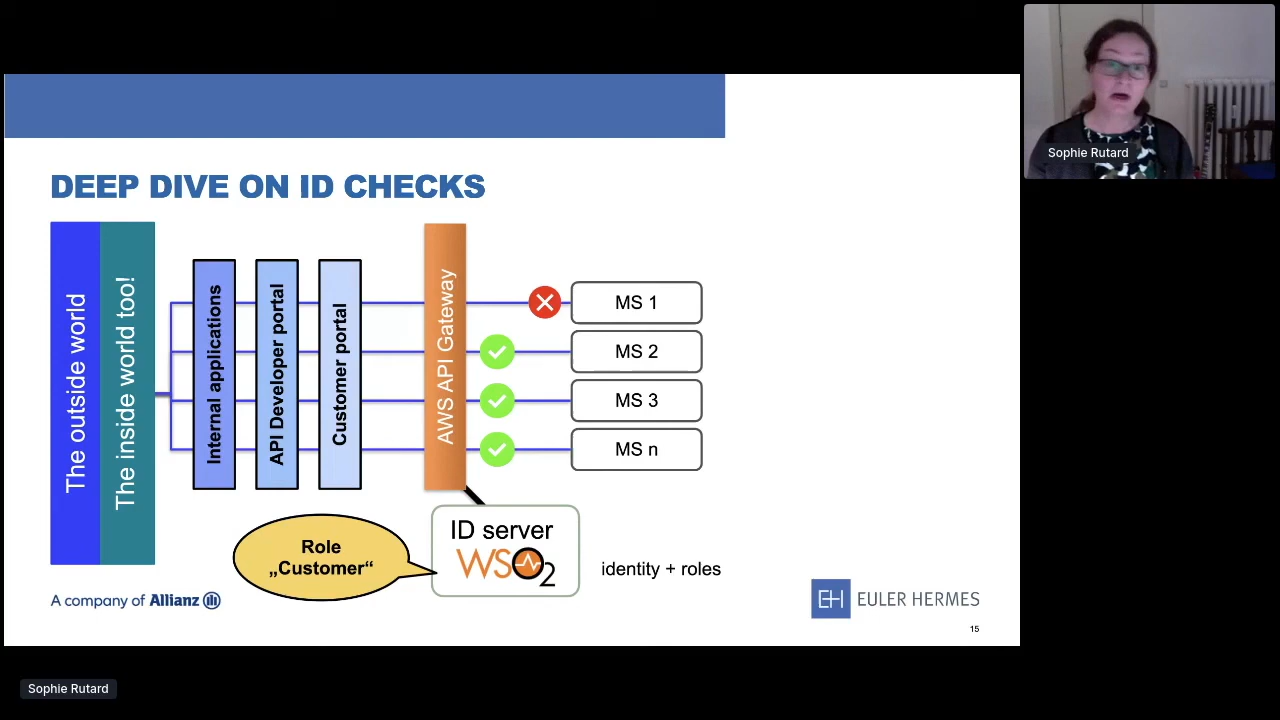 Sophie Rutard
DEEP DIVE ON ID CHECKS
The outside world
The inside world too!
Internal applications
API Developer portal
Customer portal
AWS API Gateway
MS 1
MS 2
MS 3
MS n
ID server
WSO2
Role
„Customer“
identity + roles
A company of Allianz
EH EULER HERMES
15
Sophie Rutard